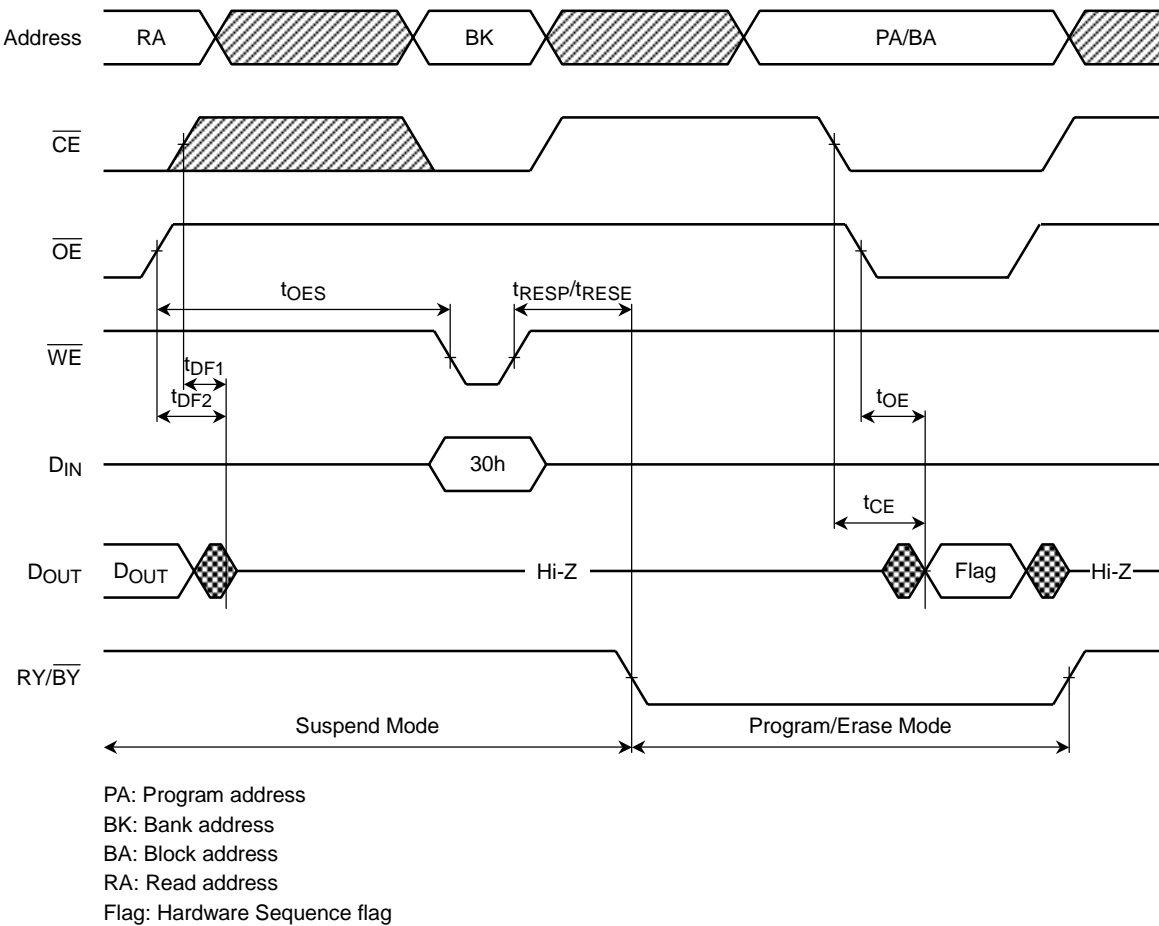 Address RA BK PA/BA
CE
OE
tOES tRESP/tRESE
WE
tDF1
tDF2 tOE
DIN 30h
tCE
DOUT DOUT Hi-Z Flag Hi-Z
RY/BY
Suspend Mode Program/Erase Mode
PA: Program address
BK: Bank address
BA: Block address
RA: Read address
Flag: Hardware Sequence flag